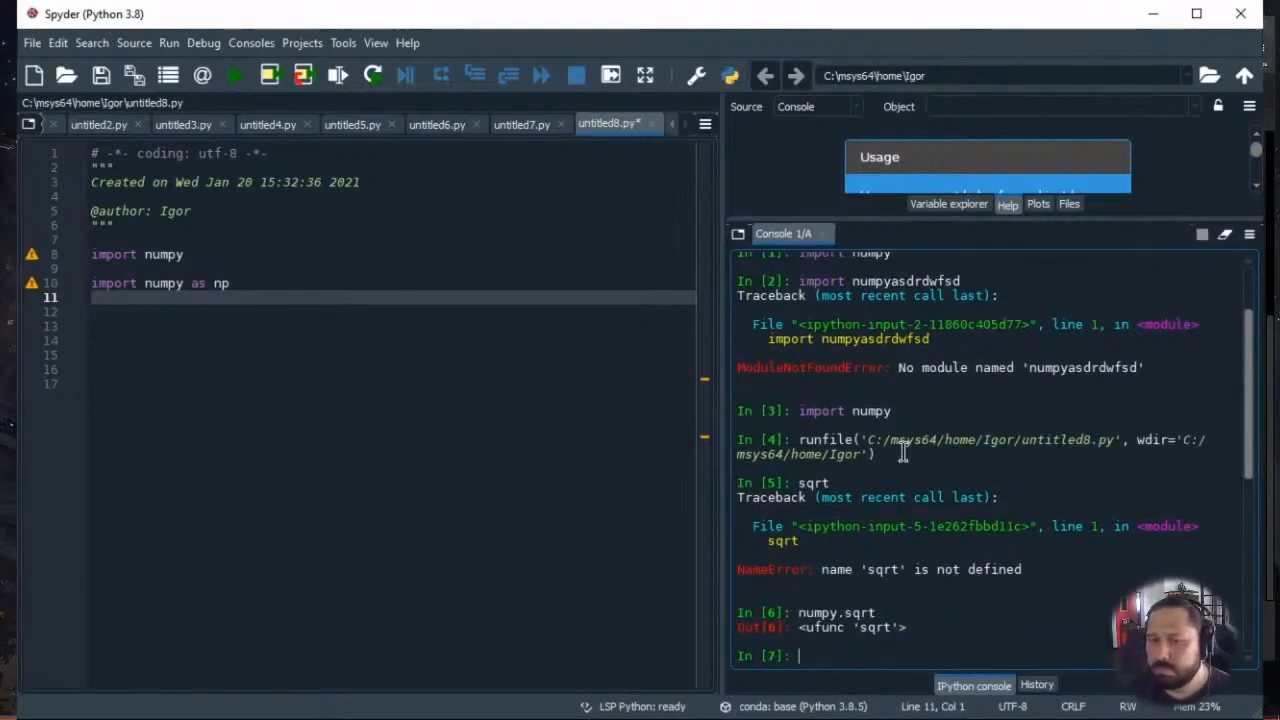 Spyder (Python 3.8)
File Edit Search Source Run Debug Consoles Projects Tools View Help
C:\msys64\home\Igor
C:\msys64\home\Igor\untitled8.py
Source Console Object
untitled2.py untitled3.py untitled4.py untitled5.py untitled6.py untitled7.py untitled8.py*
Usage
Variable explorer Help Plots Files
1 # -*- coding: utf-8 -*-
2 """
3 Created on Wed Jan 20 15:32:36 2021
4
5 @author: Igor
6 """
7
8 import numpy
9
10 import numpy as np
11
12
13
14
15
16
17
Console 1/A
In [1]: import numpy
In [2]: import numpyasdrdwfsd
Traceback (most recent call last):
File "<ipython-input-2-11860c405d77>", line 1, in <module>
import numpyasdrdwfsd
ModuleNotFoundError: No module named 'numpyasdrdwfsd'
In [3]: import numpy
In [4]: runfile('C:/msys64/home/Igor/untitled8.py', wdir='C:/
msys64/home/Igor')
In [5]: sqrt
Traceback (most recent call last):
File "<ipython-input-5-1e262fbbd11c>", line 1, in <module>
sqrt
NameError: name 'sqrt' is not defined
In [6]: numpy.sqrt
Out[6]: <ufunc 'sqrt'>
In [7]:
IPython console History
LSP Python: ready conda: base (Python 3.8.5) Line 11, Col 1 UTF-8 CRLF RW Mem 23%